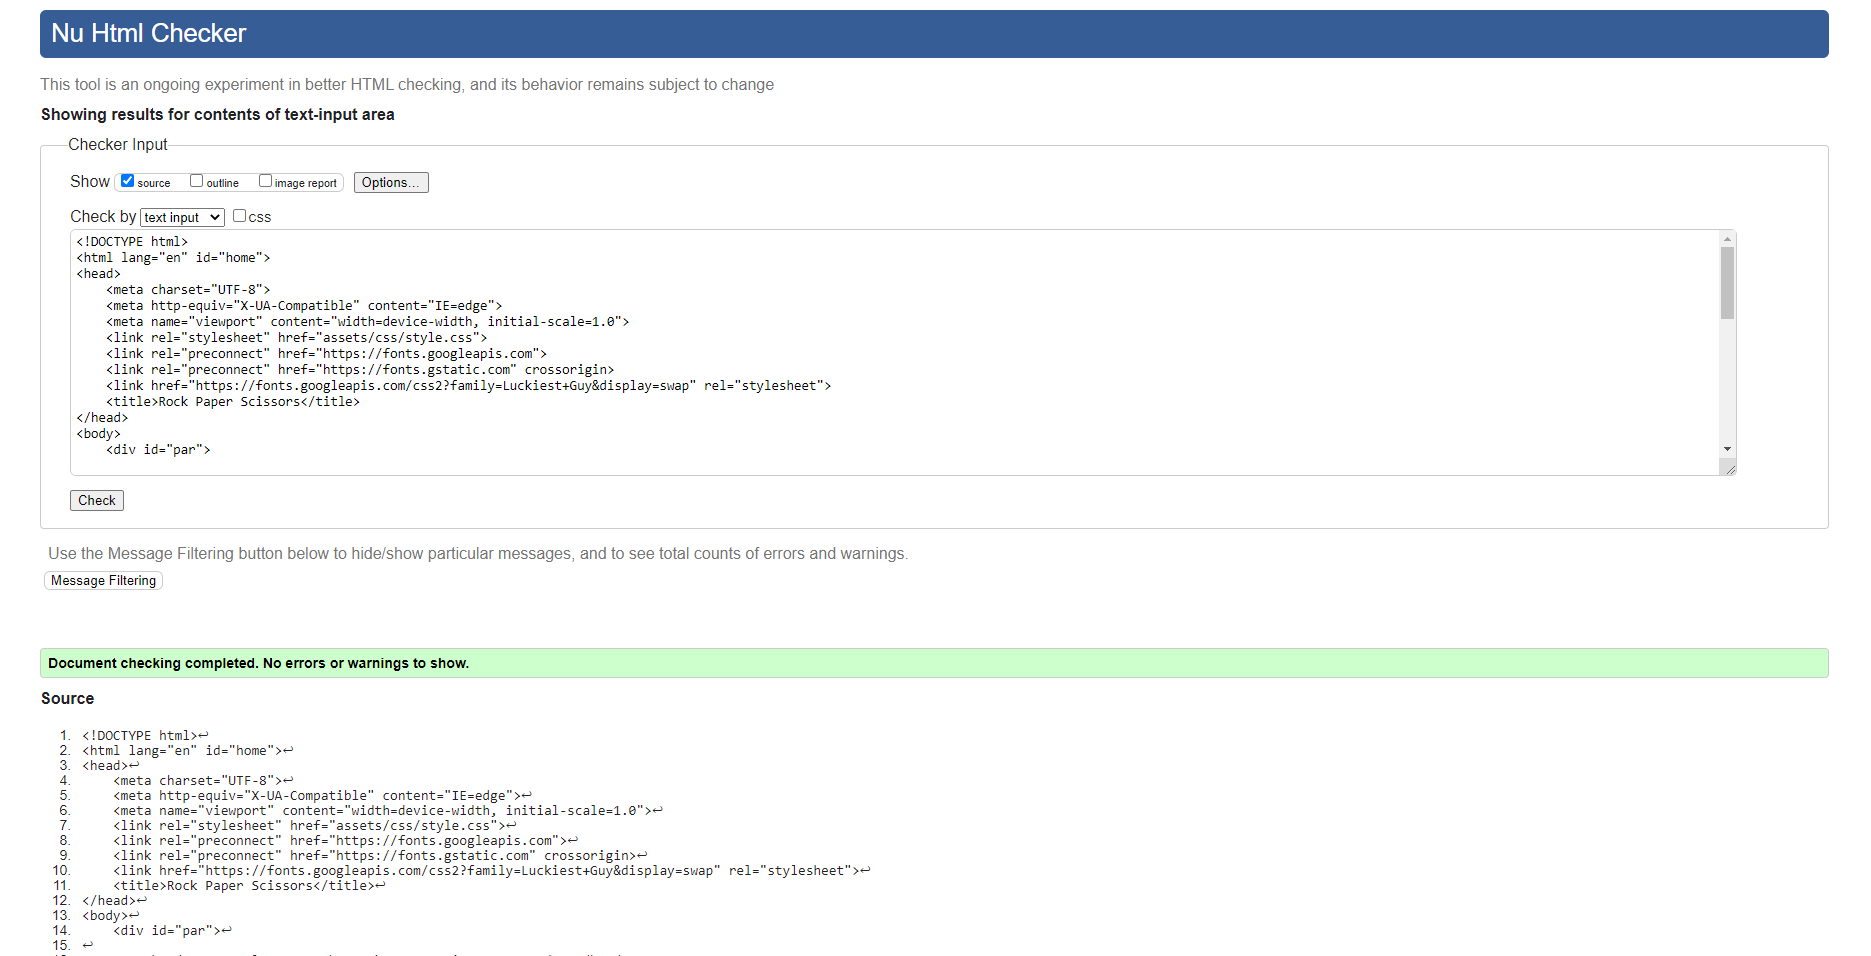 Nu Html Checker
This tool is an ongoing experiment in better HTML checking, and its behavior remains subject to change
Showing results for contents of text-input area
Checker Input
Show source outline image report Options...
Check by text input css
<!DOCTYPE html>
<html lang="en" id="home">
<head>
    <meta charset="UTF-8">
    <meta http-equiv="X-UA-Compatible" content="IE=edge">
    <meta name="viewport" content="width=device-width, initial-scale=1.0">
    <link rel="stylesheet" href="assets/css/style.css">
    <link rel="preconnect" href="https://fonts.googleapis.com">
    <link rel="preconnect" href="https://fonts.gstatic.com" crossorigin>
    <link href="https://fonts.googleapis.com/css2?family=Luckiest+Guy&display=swap" rel="stylesheet">
    <title>Rock Paper Scissors</title>
</head>
<body>
    <div id="par">
Check
Use the Message Filtering button below to hide/show particular messages, and to see total counts of errors and warnings.
Message Filtering
Document checking completed. No errors or warnings to show.
Source
1. <!DOCTYPE html>↩
2. <html lang="en" id="home">↩
3. <head>↩
4.     <meta charset="UTF-8">↩
5.     <meta http-equiv="X-UA-Compatible" content="IE=edge">↩
6.     <meta name="viewport" content="width=device-width, initial-scale=1.0">↩
7.     <link rel="stylesheet" href="assets/css/style.css">↩
8.     <link rel="preconnect" href="https://fonts.googleapis.com">↩
9.     <link rel="preconnect" href="https://fonts.gstatic.com" crossorigin>↩
10.     <link href="https://fonts.googleapis.com/css2?family=Luckiest+Guy&display=swap" rel="stylesheet">↩
11.     <title>Rock Paper Scissors</title>↩
12. </head>↩
13. <body>↩
14.     <div id="par">↩
15. ↩